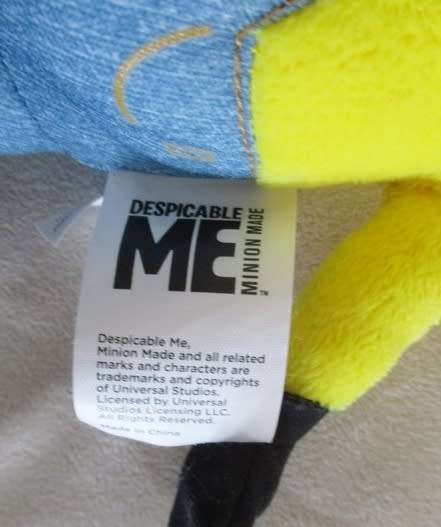 DESPICABLE
ME
MINION MADE
™
Despicable Me,
Minion Made and all related
marks and characters are
trademarks and copyrights
of Universal Studios.
Licensed by Universal
Studios Licensing LLC.
All Rights Reserved.
Made in China